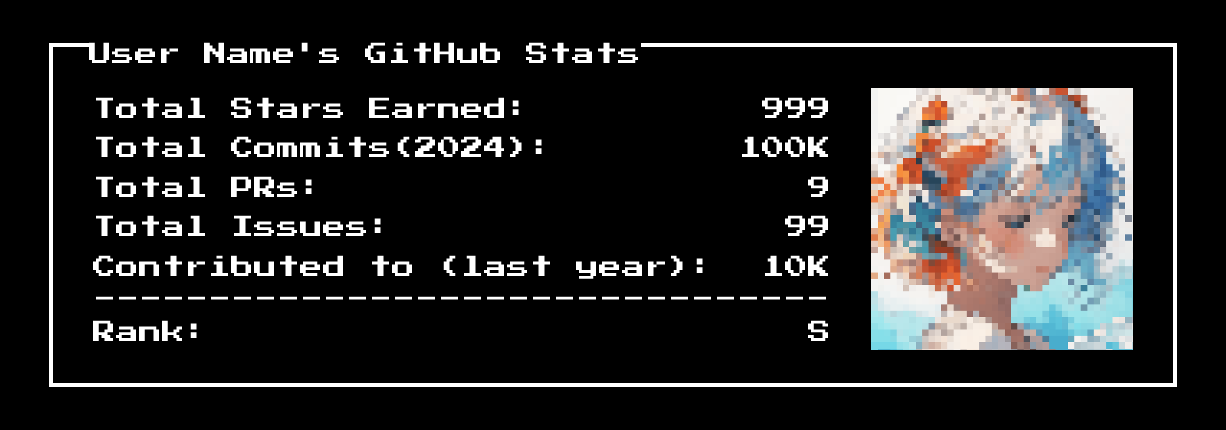 User Name's GitHub Stats
Total Stars Earned: 999
Total Commits(2024): 100K
Total PRs: 9
Total Issues: 99
Contributed to (last year): 10K
--------------------------------
Rank: S